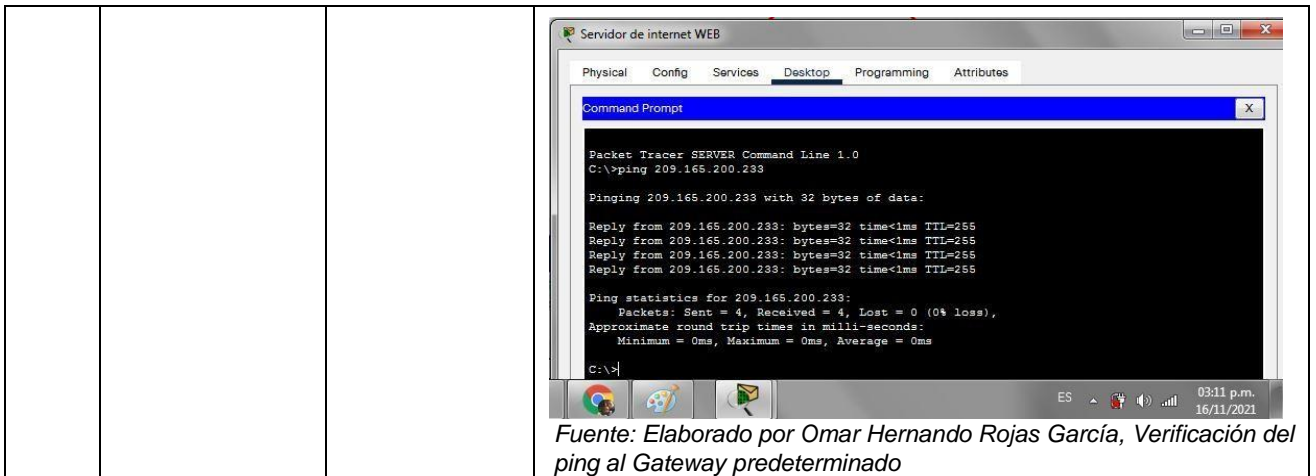 Servidor de internet WEB
Physical Config Services Desktop Programming Attributes
Command Prompt
X
Packet Tracer SERVER Command Line 1.0
C:\>ping 209.165.200.233
Pinging 209.165.200.233 with 32 bytes of data:
Reply from 209.165.200.233: bytes=32 time<1ms TTL=255
Reply from 209.165.200.233: bytes=32 time<1ms TTL=255
Reply from 209.165.200.233: bytes=32 time<1ms TTL=255
Reply from 209.165.200.233: bytes=32 time<1ms TTL=255
Ping statistics for 209.165.200.233:
Packets: Sent = 4, Received = 4, Lost = 0 (0% loss),
Approximate round trip times in milli-seconds:
Minimum = 0ms, Maximum = 0ms, Average = 0ms
C:\>
ES 03:11 p.m.
16/11/2021
Fuente: Elaborado por Omar Hernando Rojas García, Verificación del
ping al Gateway predeterminado